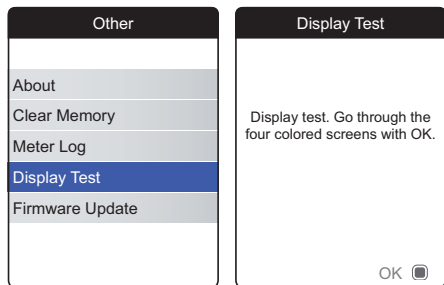 Other
About
Clear Memory
Meter Log
Display Test
Firmware Update
Display Test
Display test. Go through the
four colored screens with OK.
OK